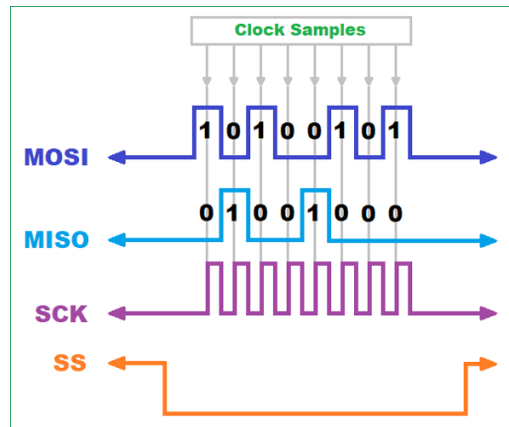 Clock Samples
MOSI 1 0 1 0 0 1 0 1
MISO 0 1 0 0 1 0 0 0
SCK
SS